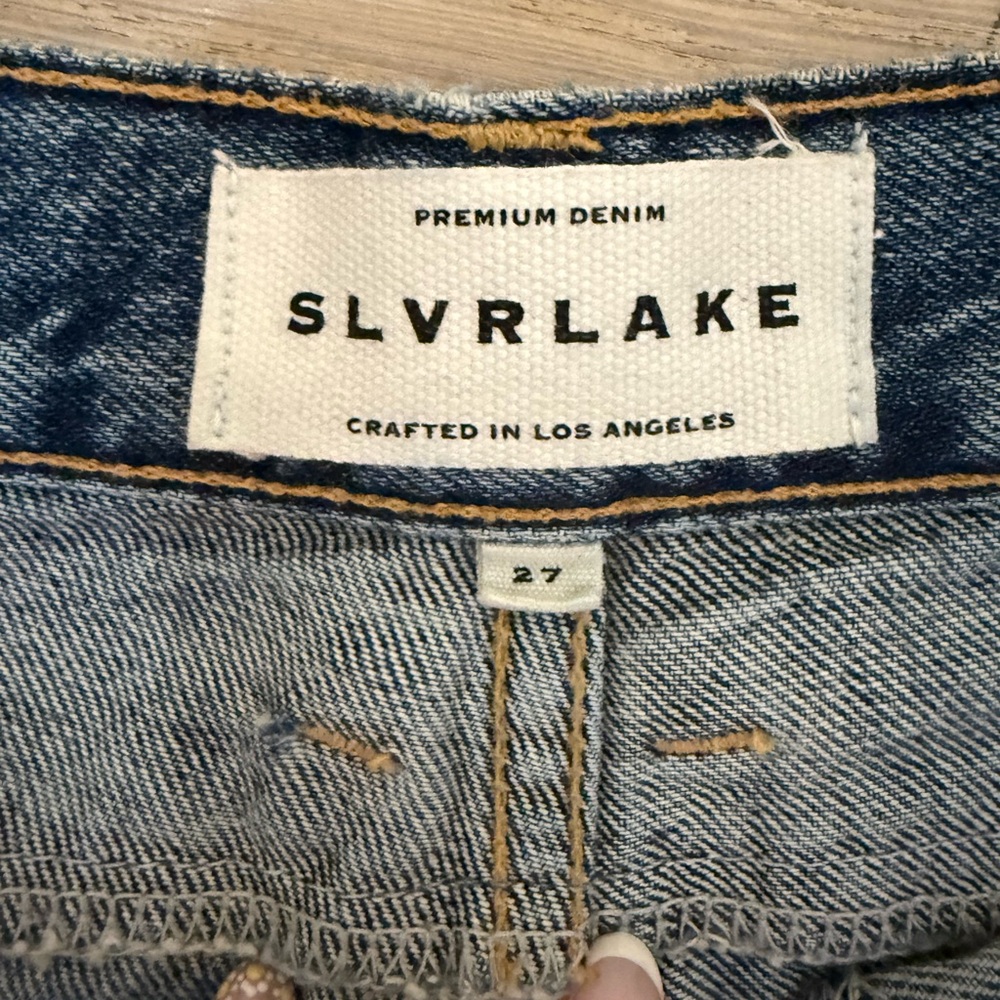 PREMIUM DENIM
SLVRLAKE
CRAFTED IN LOS ANGELES
27